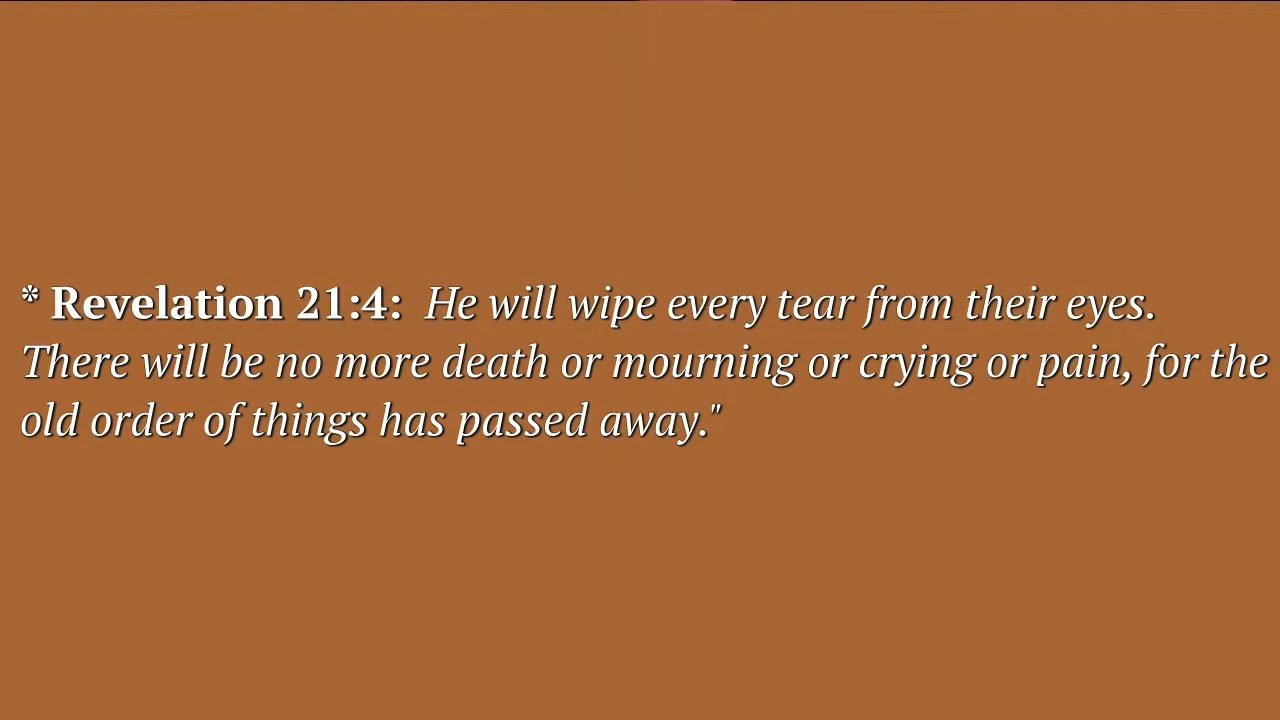 * Revelation 21:4: He will wipe every tear from their eyes.
There will be no more death or mourning or crying or pain, for the
old order of things has passed away."